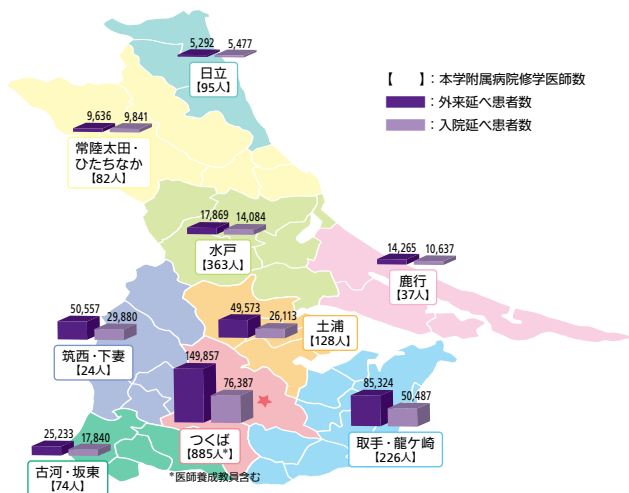 5,292 5,477
日立
【95人】
【　　】：本学附属病院修学医師数
：外来延べ患者数
：入院延べ患者数
9,636 9,841
常陸太田・
ひたちなか
【82人】
17,869 14,084
水戸
【363人】
14,265 10,637
鹿行
【37人】
50,557 29,880
筑西・下妻
【24人】
49,573 26,113
土浦
【128人】
149,857 76,387
つくば
【885人*】
*医師養成教員含む
85,324 50,487
取手・龍ケ崎
【226人】
25,233 17,840
古河・坂東
【74人】